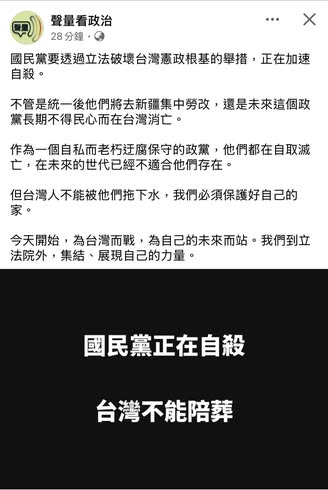 聲量看政治
28分鐘
國民黨要透過立法破壞台灣憲政根基的舉措，正在加速
自殺。
不管是統一後他們將去新疆集中勞改，還是未來這個政
黨長期不得民心而在台灣消亡。
作為一個自私而老朽迂腐保守的政黨，他們都在自取滅
亡，在未來的世代已經不適合他們存在。
但台灣人不能被他們拖下水，我們必須保護好自己的
家。
今天開始，為台灣而戰，為自己的未來而站。我們到立
法院外，集結、展現自己的力量。
國民黨正在自殺
台灣不能陪葬